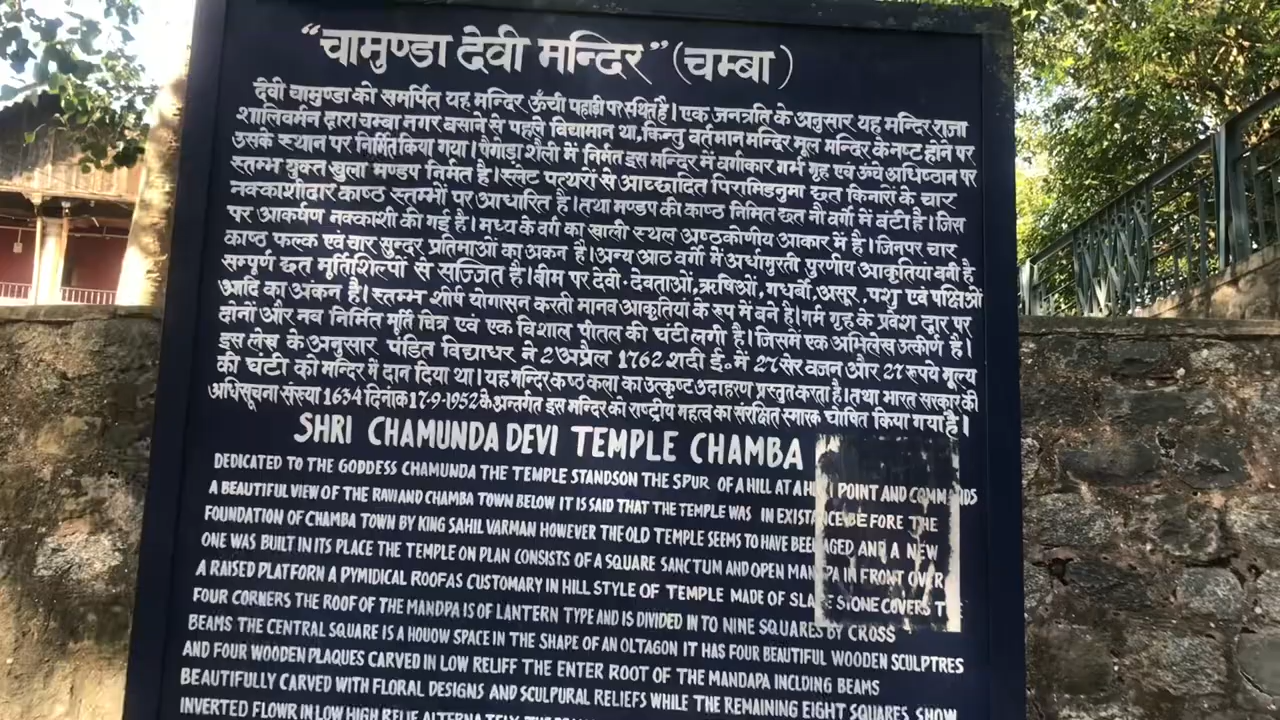 “चामुण्डा देवी मन्दिर” (चम्बा)
देवी चामुण्डा को समर्पित यह मन्दिर ऊँची पहाड़ी पर स्थित है। एक जनश्रति के अनुसार यह मन्दिर राजा
शालिवर्मन द्वारा चम्बा नगर बसाने से पहले विद्यामान था, किन्तु वर्तमान मन्दिर मूल मन्दिर के नष्ट होने पर
उसके स्थान पर निर्मित किया गया। पैगोडा शैली में निर्मत इस मन्दिर में वर्गाकार गर्भ गृह एवं ऊंचे अधिष्ठान पर
स्तम्भ युक्त खुला मण्डप निर्मत है। स्लेट पत्थरों से आच्छादित पिरामिडनुमा छत किनारों के चार
नक्काशीदार काष्ठ स्तम्भों पर आधारित है। तथा मण्डप की काष्ठ निमित छत नौ वर्गो में बंटी है। जिस
पर आकर्षण नक्काशी की गई है। मध्य के वर्ग का खाली स्थल अष्ठकोणीय आकार में है। जिनपर चार
काष्ठ फलक एवं चार सुन्दर प्रतिमाओं का अकन है। अन्य आठ वर्गो में अर्धामुरती पुरणीय आकृतिया बनी है
सम्पूर्ण छत मूर्तिशिल्पों से सज्जित है। बीम पर देवी-देवताओं, ऋषिओं, गधर्वो, असूर, पशु एवं पक्षिओं
आदि का अंकन है। स्तम्भ शीर्ष योगासन करती मानव आकृतियां के रूप में बने है। गर्म गृह के प्रवेश द्वार पर
दोनों और नव निर्मित मूर्ति चित्र एवं एक विशाल पीतल की घंटी लगी है। जिसमें एक अभिलेस उत्कीर्ण है।
इस लेख के अनुसार पंडित विद्याधर ने 2 अप्रैल 1762 शदी ई॰ में 27 सेर वजन और 27 रुपये मूल्य
की घंटी को मन्दिर में दान दिया था। यह मन्दिर कष्ठ कला का उत्कृष्ट उदाहरण प्रस्तुत करता है। तथा भारत सरकार की
अधिसूचना संख्या 1634 दिनांक 17-9-1952 के अन्तर्गत इस मन्दिर को राष्ट्रीय महत्व का संरक्षित स्मारक घोषित किया गया है।
SHRI CHAMUNDA DEVI TEMPLE CHAMBA
DEDICATED TO THE GODDESS CHAMUNDA THE TEMPLE STANDSON THE SPUR OF A HILL AT A POINT AND COMMANDS
A BEAUTIFUL VIEW OF THE RAVI AND CHAMBA TOWN BELOW IT IS SAID THAT THE TEMPLE WAS IN EXISTANCE BEFORE THE
FOUNDATION OF CHAMBA TOWN BY KING SAHIL VARMAN HOWEVER THE OLD TEMPLE SEEMS TO HAVE BEEN AND A NEW
ONE WAS BUILT IN ITS PLACE THE TEMPLE ON PLAN CONSISTS OF A SQUARE SANCTUM AND OPEN MANDPA IN FRONT OVER
A RAISED PLATFORN A PYMIDICAL ROOFAS CUSTOMARY IN HILL STYLE OF TEMPLE MADE OF SLATE STONE COVERS
FOUR CORNERS THE ROOF OF THE MANDPA IS OF LANTERN TYPE AND IS DIVIDED IN TO NINE SQUARES BY CROSS
BEAMS THE CENTRAL SQUARE IS A HOUOW SPACE IN THE SHAPE OF AN OLTAGON IT HAS FOUR BEAUTIFUL WOODEN SCULPTRES
AND FOUR WOODEN PLAQUES CARVED IN LOW RELIFF THE ENTER ROOT OF THE MANDAPA INCLDING BEAMS
BEAUTIFULLY CARVED WITH FLORAL DESIGNS AND SCULPURAL RELIEFS WHILE THE REMAINING EIGHT SQUARES SHOW
INVERTED FLOWR IN LOW HIGH RELIE